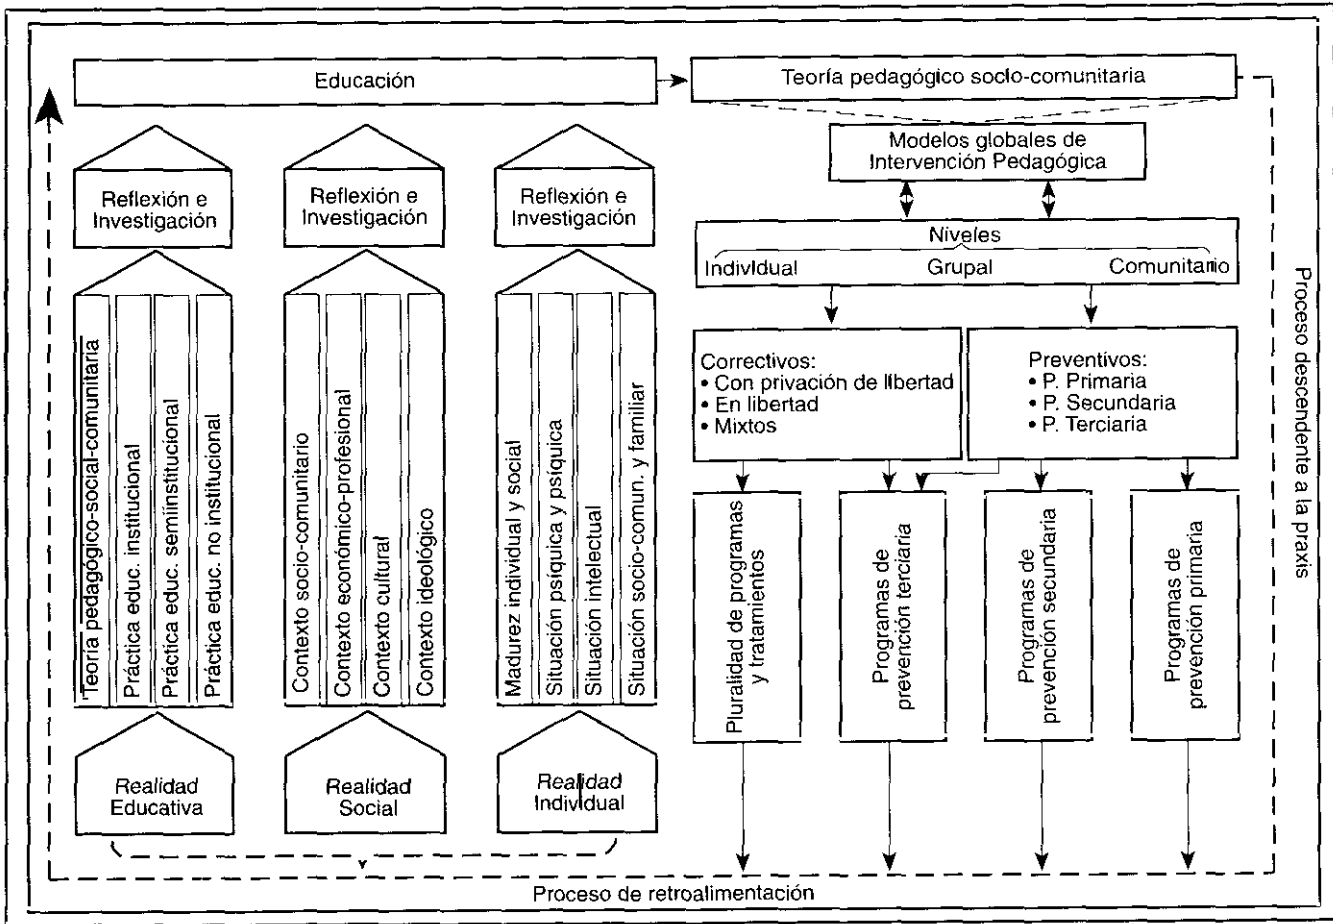 Educación
Teoría pedagógico socio-comunitaria
Modelos globales de
Intervención Pedagógica
Reflexión e
Investigación
Reflexión e
Investigación
Reflexión e
Investigación
Niveles
Individual
Grupal
Comunitario
Teoría pedagógico-social-comunitaria
Práctica educ. institucional
Práctica educ. semiinstitucional
Práctica educ. no institucional
Contexto socio-comunitario
Contexto económico-profesional
Contexto cultural
Contexto ideológico
Madurez individual y social
Situación psíquica y psíquica
Situación intelectual
Situación socio-comun. y familiar
Correctivos:
• Con privación de libertad
• En libertad
• Mixtos
Preventivos:
• P. Primaria
• P. Secundaria
• P. Terciaria
Pluralidad de programas
y tratamientos
Programas de
prevención terciaria
Programas de
prevención secundaria
Programas de
prevención primaria
Realidad
Educativa
Realidad
Social
Realidad
Individual
Proceso descendente a la praxis
Proceso de retroalimentación